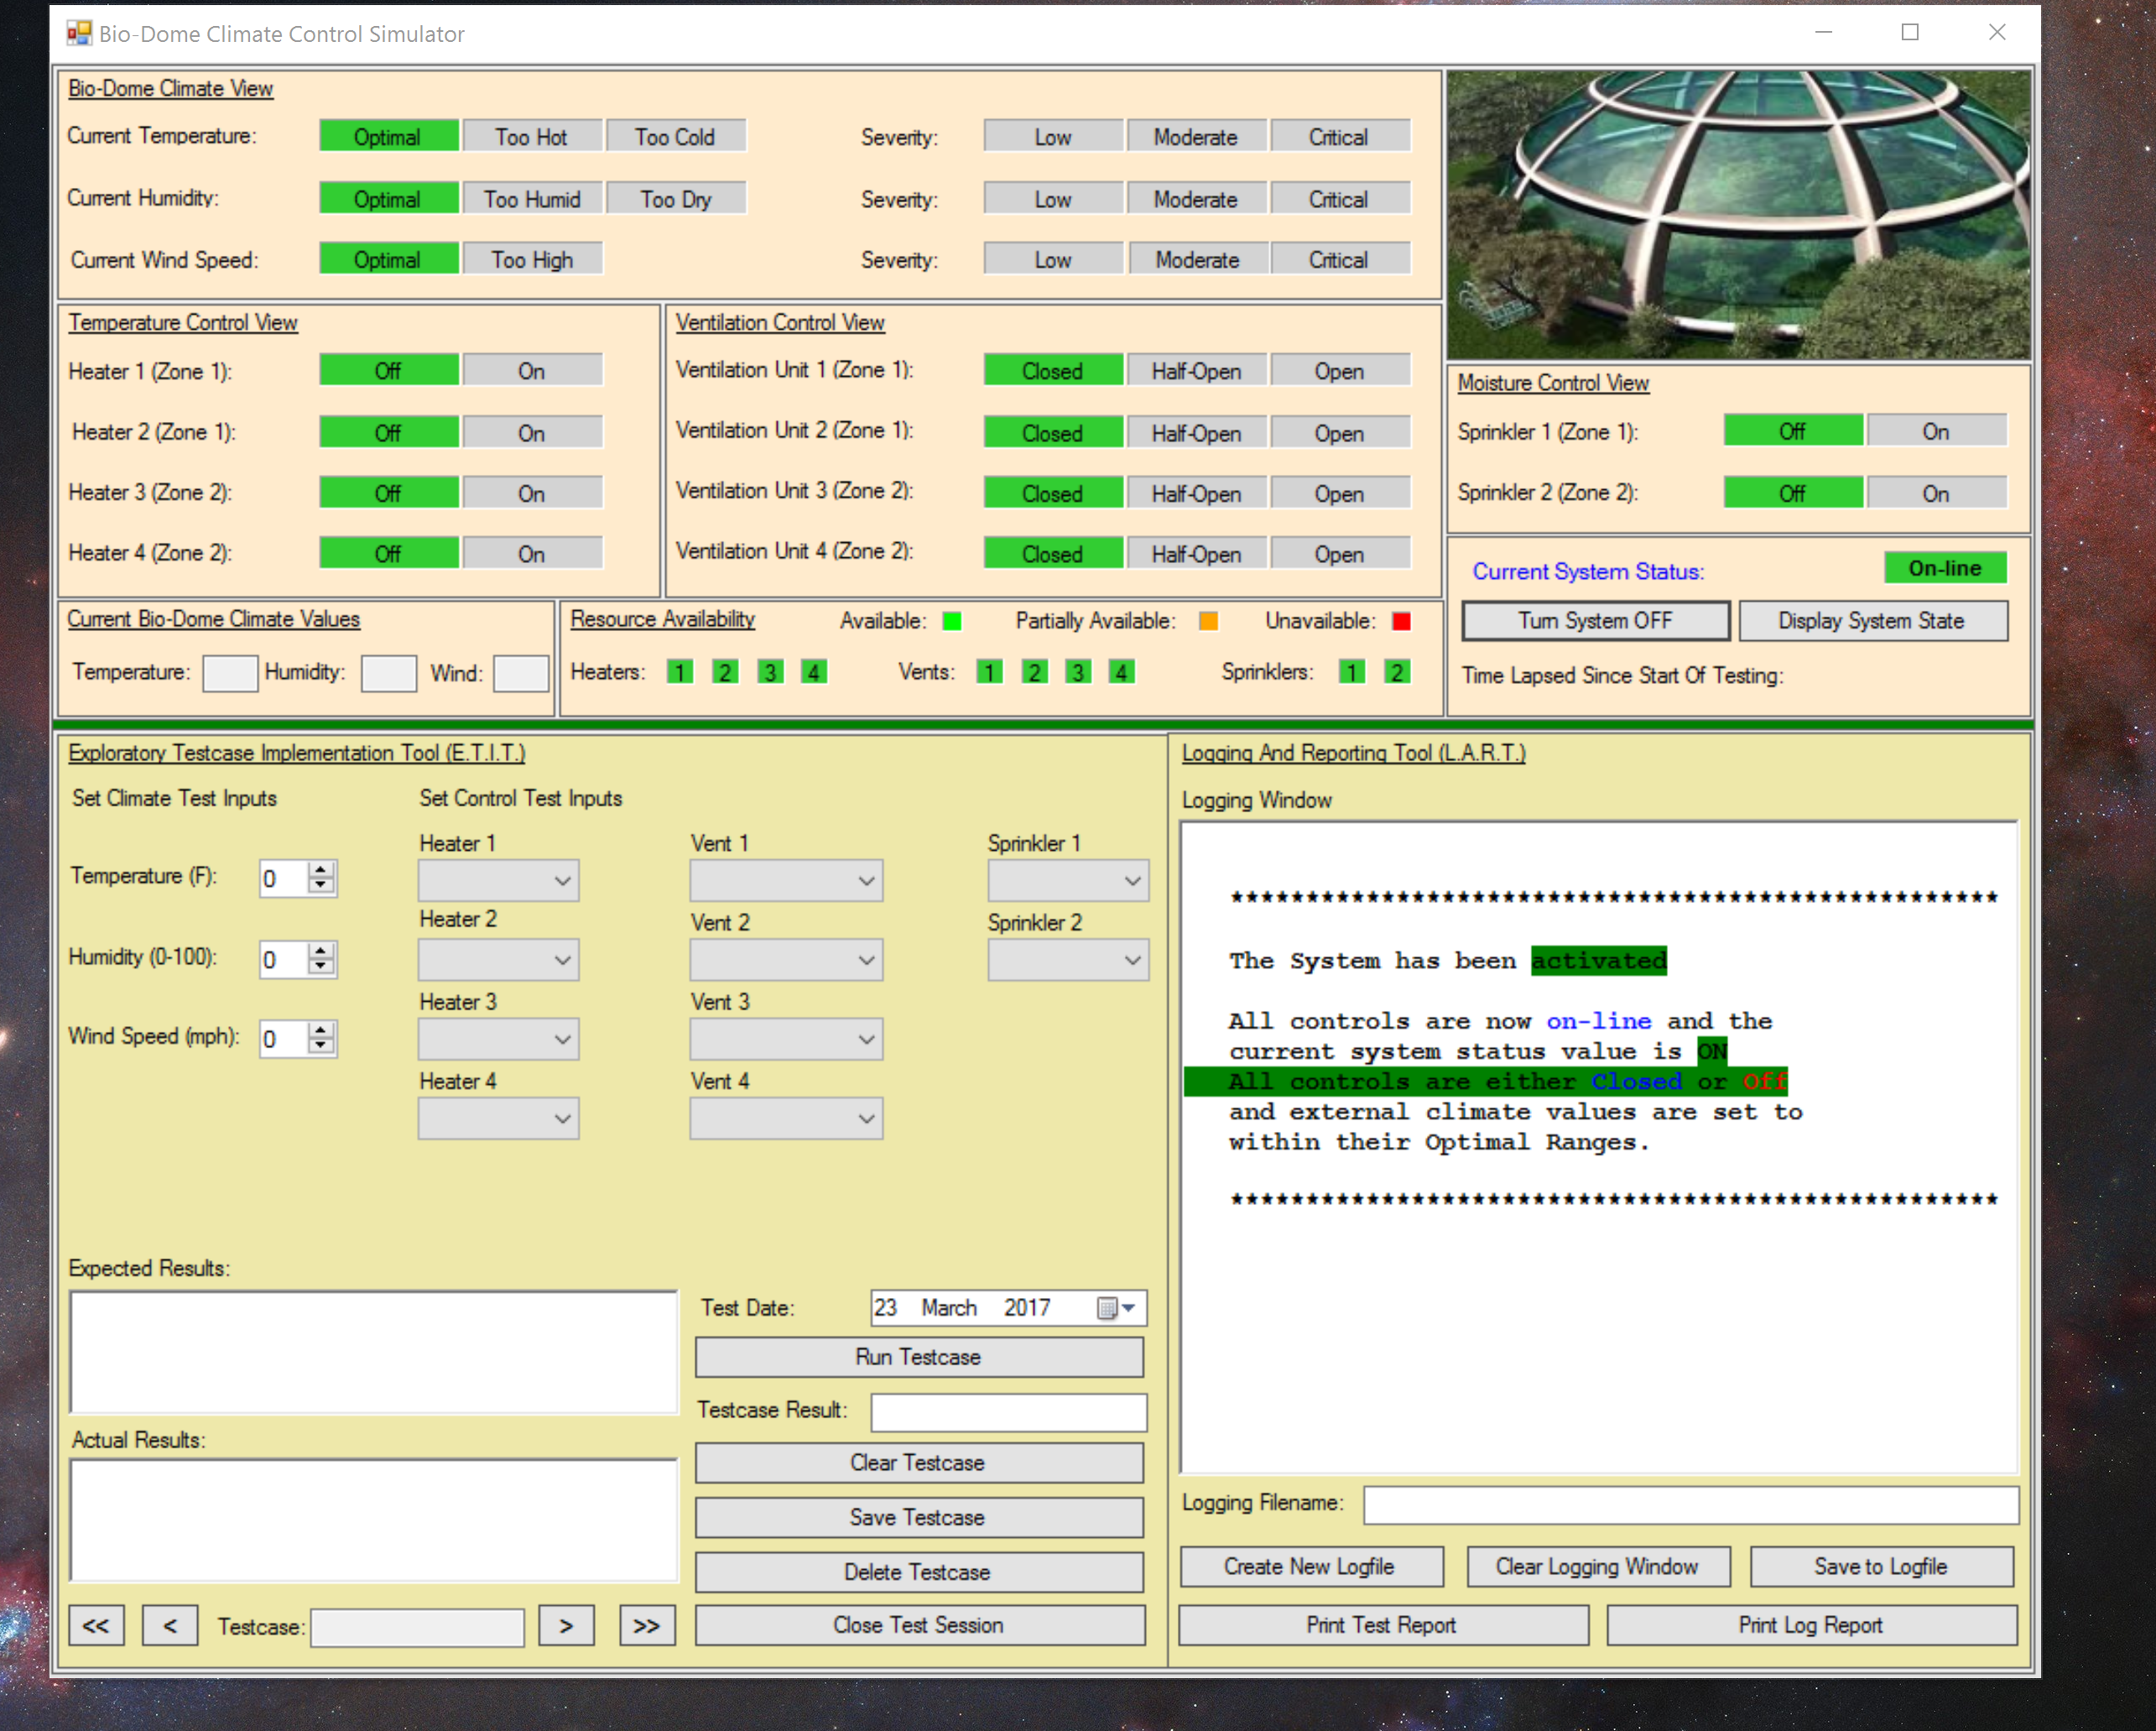 Bio-Dome Climate Control Simulator
Bio-Dome Climate View
Current Temperature: Optimal Too Hot Too Cold Severity: Low Moderate Critical
Current Humidity: Optimal Too Humid Too Dry Severity: Low Moderate Critical
Current Wind Speed: Optimal Too High Severity: Low Moderate Critical
Temperature Control View
Heater 1 (Zone 1): Off On
Heater 2 (Zone 1): Off On
Heater 3 (Zone 2): Off On
Heater 4 (Zone 2): Off On
Ventilation Control View
Ventilation Unit 1 (Zone 1): Closed Half-Open Open
Ventilation Unit 2 (Zone 1): Closed Half-Open Open
Ventilation Unit 3 (Zone 2): Closed Half-Open Open
Ventilation Unit 4 (Zone 2): Closed Half-Open Open
Moisture Control View
Sprinkler 1 (Zone 1): Off On
Sprinkler 2 (Zone 2): Off On
Current System Status: On-line
Turn System OFF Display System State
Time Lapsed Since Start Of Testing:
Current Bio-Dome Climate Values
Temperature: Humidity: Wind:
Resource Availability Available: Partially Available: Unavailable:
Heaters: 1 2 3 4 Vents: 1 2 3 4 Sprinklers: 1 2
Exploratory Testcase Implementation Tool (E.T.I.T.)
Set Climate Test Inputs Set Control Test Inputs
Heater 1 Vent 1 Sprinkler 1
Temperature (F): 0
Heater 2 Vent 2 Sprinkler 2
Humidity (0-100): 0
Heater 3 Vent 3
Wind Speed (mph): 0
Heater 4 Vent 4
Expected Results:
Test Date: 23 March 2017
Run Testcase
Testcase Result:
Actual Results:
Clear Testcase
Save Testcase
Delete Testcase
<< < Testcase: > >> Close Test Session
Logging And Reporting Tool (L.A.R.T.)
Logging Window
***************************************************
The System has been activated
All controls are now on-line and the
current system status value is ON
All controls are either Closed or Off
and external climate values are set to
within their Optimal Ranges.
***************************************************
Logging Filename:
Create New Logfile Clear Logging Window Save to Logfile
Print Test Report Print Log Report